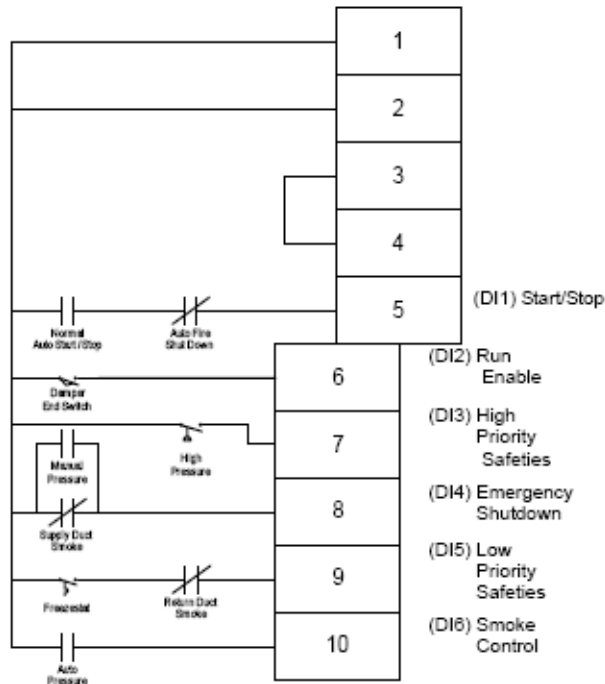 1
2
3
4
5
(DI1) Start/Stop
Normal
Auto Start / Stop
Auto Fire
Shut Down
6
(DI2) Run
Enable
Damper
End Switch
7
(DI3) High
Priority
Safeties
Manual
Pressure
High
Pressure
8
(DI4) Emergency
Shutdown
Supply Duct
Smoke
9
(DI5) Low
Priority
Safeties
Freezestat
Return Duct
Smoke
10
(DI6) Smoke
Control
Auto
Pressure